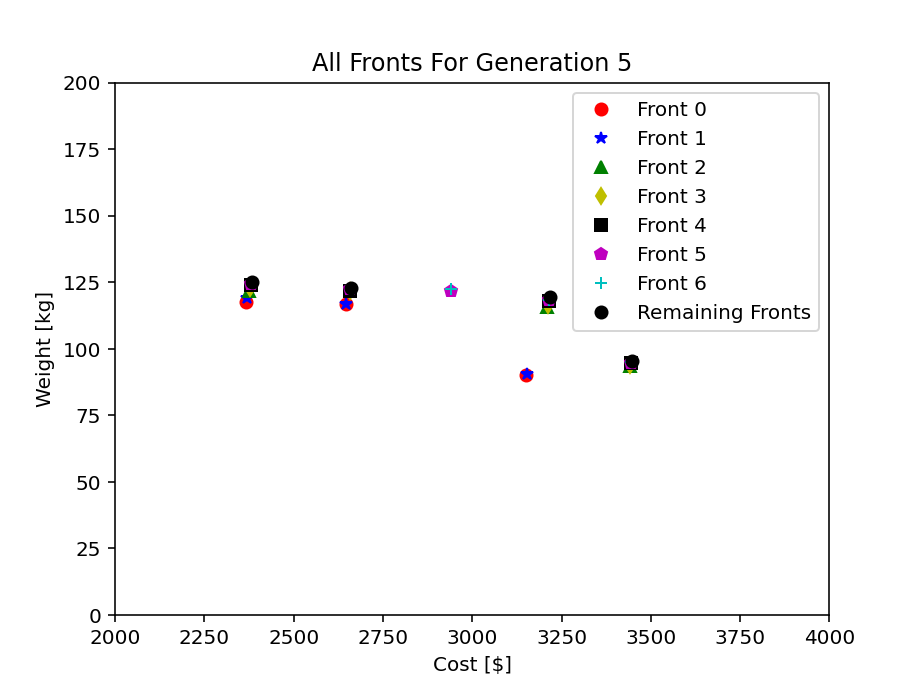 All Fronts For Generation 5
200
175
150
125
100
75
50
25
0
Weight [kg]
2000 2250 2500 2750 3000 3250 3500 3750 4000
Cost [$]
Front 0
Front 1
Front 2
Front 3
Front 4
Front 5
Front 6
Remaining Fronts